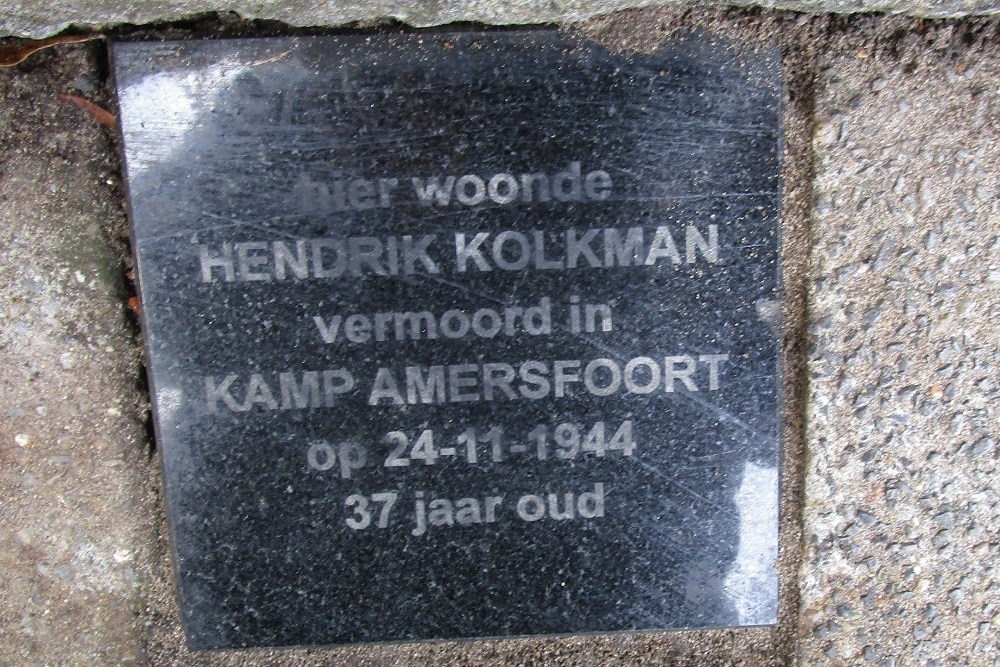 hier woonde
HENDRIK KOLKMAN
vermoord in
KAMP AMERSFOORT
op 24-11-1944
37 jaar oud